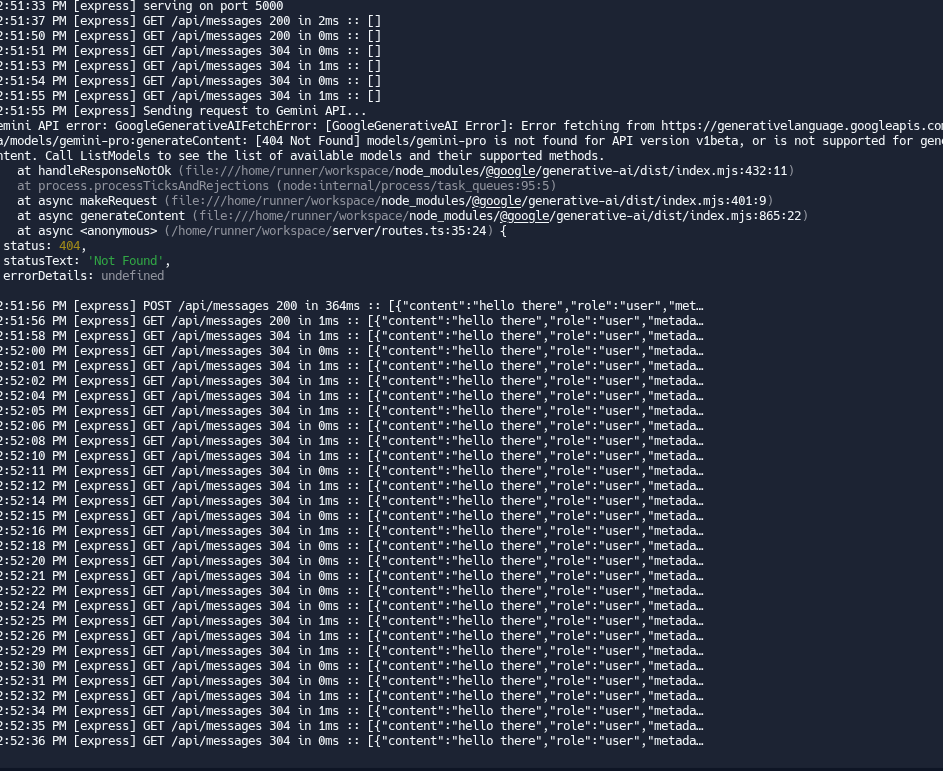 2:51:33 PM [express] serving on port 5000
2:51:37 PM [express] GET /api/messages 200 in 2ms :: []
2:51:50 PM [express] GET /api/messages 200 in 0ms :: []
2:51:51 PM [express] GET /api/messages 304 in 0ms :: []
2:51:53 PM [express] GET /api/messages 304 in 1ms :: []
2:51:54 PM [express] GET /api/messages 304 in 0ms :: []
2:51:55 PM [express] GET /api/messages 304 in 1ms :: []
2:51:55 PM [express] Sending request to Gemini API...
emini API error: GoogleGenerativeAIFetchError: [GoogleGenerativeAI Error]: Error fetching from https://generativelanguage.googleapis.com
a/models/gemini-pro:generateContent: [404 Not Found] models/gemini-pro is not found for API version v1beta, or is not supported for gene
ntent. Call ListModels to see the list of available models and their supported methods.
at handleResponseNotOk (file:///home/runner/workspace/node_modules/@google/generative-ai/dist/index.mjs:432:11)
at process.processTicksAndRejections (node:internal/process/task_queues:95:5)
at async makeRequest (file:///home/runner/workspace/node_modules/@google/generative-ai/dist/index.mjs:401:9)
at async generateContent (file:///home/runner/workspace/node_modules/@google/generative-ai/dist/index.mjs:865:22)
at async <anonymous> (/home/runner/workspace/server/routes.ts:35:24) {
status: 404,
statusText: 'Not Found',
errorDetails: undefined
2:51:56 PM [express] POST /api/messages 200 in 364ms :: [{"content":"hello there","role":"user","met…
2:51:56 PM [express] GET /api/messages 200 in 1ms :: [{"content":"hello there","role":"user","metada…
2:51:58 PM [express] GET /api/messages 304 in 1ms :: [{"content":"hello there","role":"user","metada…
2:52:00 PM [express] GET /api/messages 304 in 0ms :: [{"content":"hello there","role":"user","metada…
2:52:01 PM [express] GET /api/messages 304 in 1ms :: [{"content":"hello there","role":"user","metada…
2:52:02 PM [express] GET /api/messages 304 in 1ms :: [{"content":"hello there","role":"user","metada…
2:52:04 PM [express] GET /api/messages 304 in 1ms :: [{"content":"hello there","role":"user","metada…
2:52:05 PM [express] GET /api/messages 304 in 1ms :: [{"content":"hello there","role":"user","metada…
2:52:06 PM [express] GET /api/messages 304 in 0ms :: [{"content":"hello there","role":"user","metada…
2:52:08 PM [express] GET /api/messages 304 in 1ms :: [{"content":"hello there","role":"user","metada…
2:52:10 PM [express] GET /api/messages 304 in 1ms :: [{"content":"hello there","role":"user","metada…
2:52:11 PM [express] GET /api/messages 304 in 0ms :: [{"content":"hello there","role":"user","metada…
2:52:12 PM [express] GET /api/messages 304 in 1ms :: [{"content":"hello there","role":"user","metada…
2:52:14 PM [express] GET /api/messages 304 in 1ms :: [{"content":"hello there","role":"user","metada…
2:52:15 PM [express] GET /api/messages 304 in 0ms :: [{"content":"hello there","role":"user","metada…
2:52:16 PM [express] GET /api/messages 304 in 1ms :: [{"content":"hello there","role":"user","metada…
2:52:18 PM [express] GET /api/messages 304 in 0ms :: [{"content":"hello there","role":"user","metada…
2:52:20 PM [express] GET /api/messages 304 in 0ms :: [{"content":"hello there","role":"user","metada…
2:52:21 PM [express] GET /api/messages 304 in 0ms :: [{"content":"hello there","role":"user","metada…
2:52:22 PM [express] GET /api/messages 304 in 0ms :: [{"content":"hello there","role":"user","metada…
2:52:24 PM [express] GET /api/messages 304 in 0ms :: [{"content":"hello there","role":"user","metada…
2:52:25 PM [express] GET /api/messages 304 in 1ms :: [{"content":"hello there","role":"user","metada…
2:52:26 PM [express] GET /api/messages 304 in 1ms :: [{"content":"hello there","role":"user","metada…
2:52:29 PM [express] GET /api/messages 304 in 1ms :: [{"content":"hello there","role":"user","metada…
2:52:30 PM [express] GET /api/messages 304 in 0ms :: [{"content":"hello there","role":"user","metada…
2:52:31 PM [express] GET /api/messages 304 in 0ms :: [{"content":"hello there","role":"user","metada…
2:52:32 PM [express] GET /api/messages 304 in 1ms :: [{"content":"hello there","role":"user","metada…
2:52:34 PM [express] GET /api/messages 304 in 1ms :: [{"content":"hello there","role":"user","metada…
2:52:35 PM [express] GET /api/messages 304 in 1ms :: [{"content":"hello there","role":"user","metada…
2:52:36 PM [express] GET /api/messages 304 in 0ms :: [{"content":"hello there","role":"user","metada…